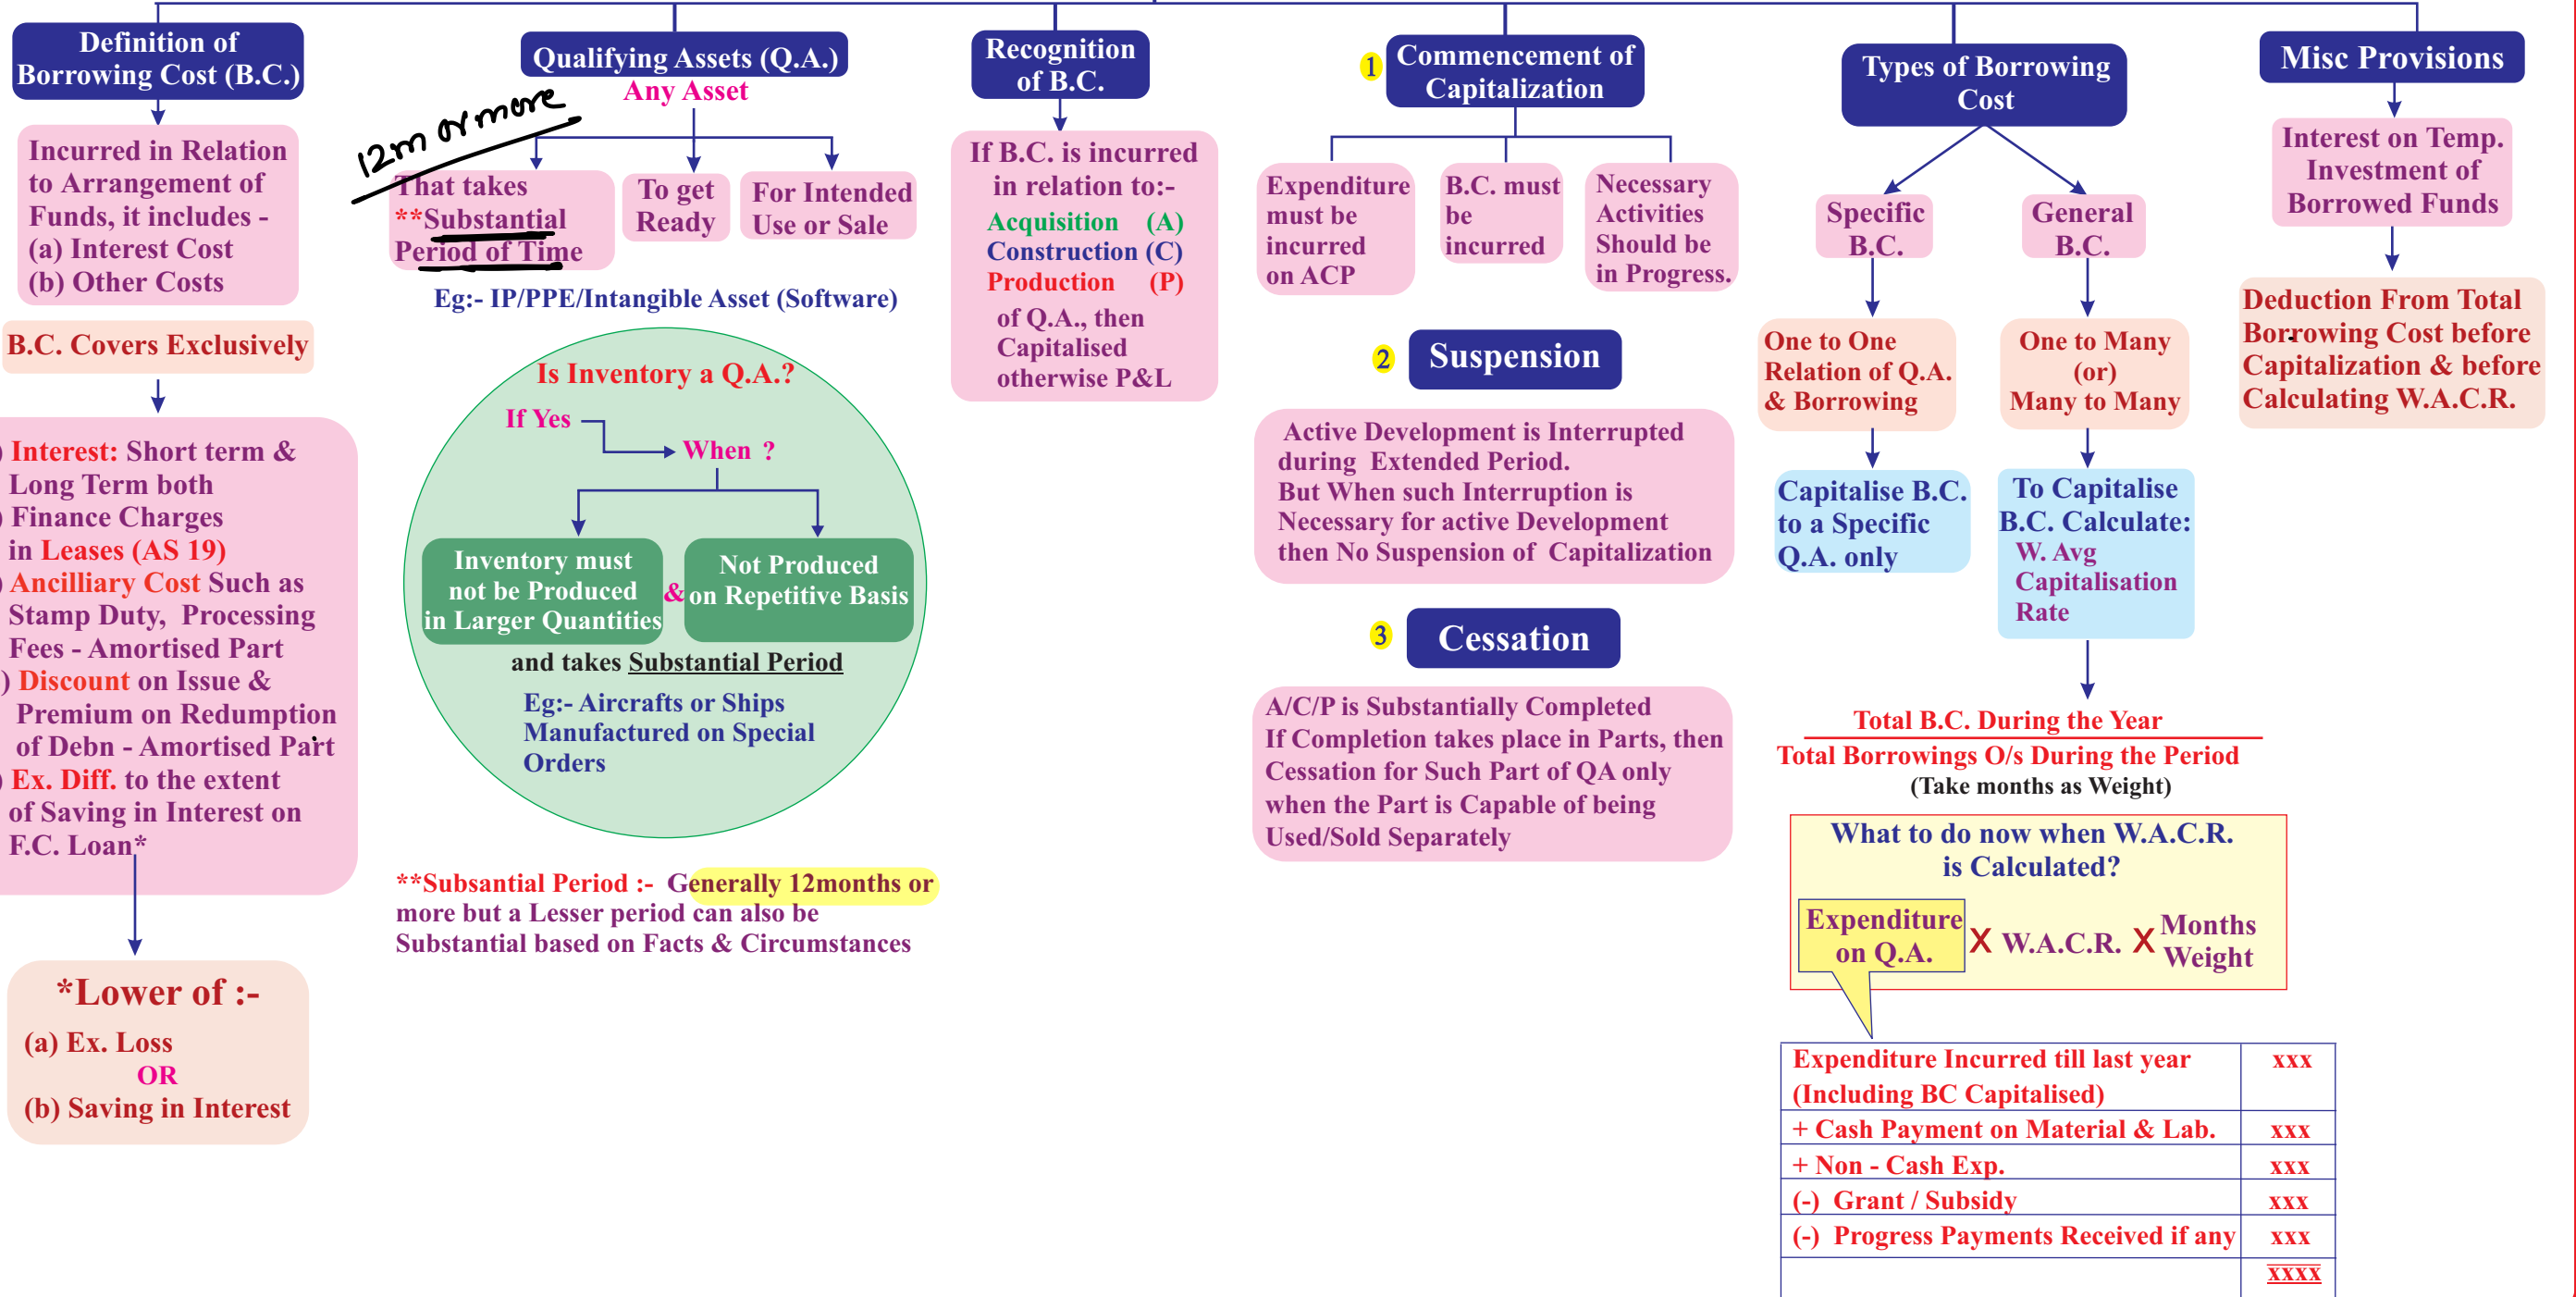 Definition of
Borrowing Cost (B.C.)
Incurred in Relation
to Arrangement of
Funds, it includes -
(a) Interest Cost
(b) Other Costs
B.C. Covers Exclusively
) Interest: Short term &
Long Term both
) Finance Charges
in Leases (AS 19)
) Ancilliary Cost Such as
Stamp Duty, Processing
Fees - Amortised Part
) Discount on Issue &
Premium on Redumption
of Debn - Amortised Part
) Ex. Diff. to the extent
of Saving in Interest on
F.C. Loan*
*Lower of :-
(a) Ex. Loss
OR
(b) Saving in Interest
Qualifying Assets (Q.A.)
Any Asset
12m or more
That takes
**Substantial
Period of Time
To get
Ready
For Intended
Use or Sale
Eg:- IP/PPE/Intangible Asset (Software)
Is Inventory a Q.A.?
If Yes
When ?
Inventory must
not be Produced
in Larger Quantities
&
Not Produced
on Repetitive Basis
and takes Substantial Period
Eg:- Aircrafts or Ships
Manufactured on Special
Orders
**Subsantial Period :- Generally 12months or
more but a Lesser period can also be
Substantial based on Facts & Circumstances
Recognition
of B.C.
If B.C. is incurred
in relation to:-
Acquisition (A)
Construction (C)
Production (P)
of Q.A., then
Capitalised
otherwise P&L
1 Commencement of
Capitalization
Expenditure
must be
incurred
on ACP
B.C. must
be
incurred
Necessary
Activities
Should be
in Progress.
2 Suspension
Active Development is Interrupted
during Extended Period.
But When such Interruption is
Necessary for active Development
then No Suspension of Capitalization
3 Cessation
A/C/P is Substantially Completed
If Completion takes place in Parts, then
Cessation for Such Part of QA only
when the Part is Capable of being
Used/Sold Separately
Types of Borrowing
Cost
Specific
B.C.
One to One
Relation of Q.A.
& Borrowing
Capitalise B.C.
to a Specific
Q.A. only
General
B.C.
One to Many
(or)
Many to Many
To Capitalise
B.C. Calculate:
W. Avg
Capitalisation
Rate
Total B.C. During the Year
Total Borrowings O/s During the Period
(Take months as Weight)
What to do now when W.A.C.R.
is Calculated?
Expenditure
on Q.A.
X W.A.C.R. X
Months
Weight
Expenditure Incurred till last year xxx
(Including BC Capitalised)
+ Cash Payment on Material & Lab. xxx
+ Non - Cash Exp. xxx
(-) Grant / Subsidy xxx
(-) Progress Payments Received if any xxx
xxxx
Misc Provisions
Interest on Temp.
Investment of
Borrowed Funds
Deduction From Total
Borrowing Cost before
Capitalization & before
Calculating W.A.C.R.